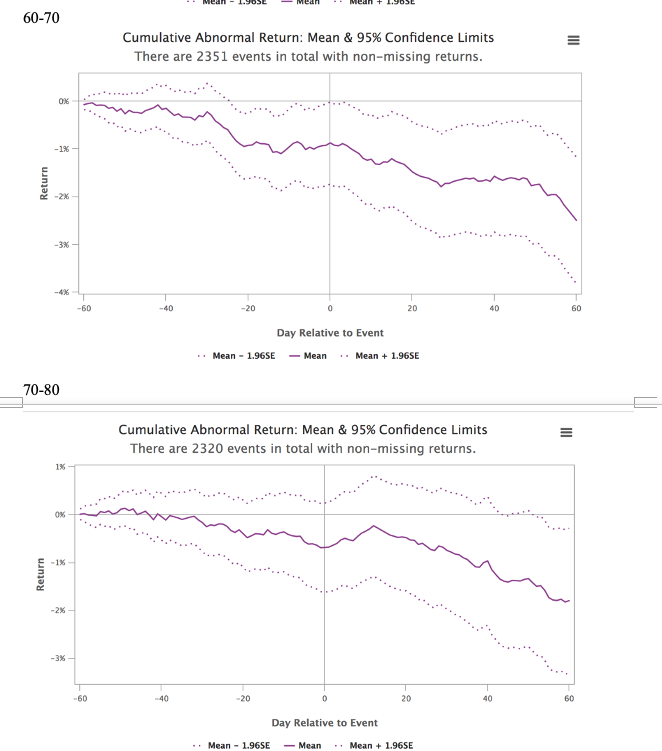 Mean - 1.96SE Mean Mean + 1.96SE
60-70
Cumulative Abnormal Return: Mean & 95% Confidence Limits
There are 2351 events in total with non-missing returns.
0%
-1%
-2%
-3%
-4%
Return
-60 -40 -20 0 20 40 60
Day Relative to Event
Mean - 1.96SE Mean Mean + 1.96SE
70-80
Cumulative Abnormal Return: Mean & 95% Confidence Limits
There are 2320 events in total with non-missing returns.
1%
0%
-1%
-2%
-3%
Return
-60 -40 -20 0 20 40 60
Day Relative to Event
Mean - 1.96SE Mean Mean + 1.96SE